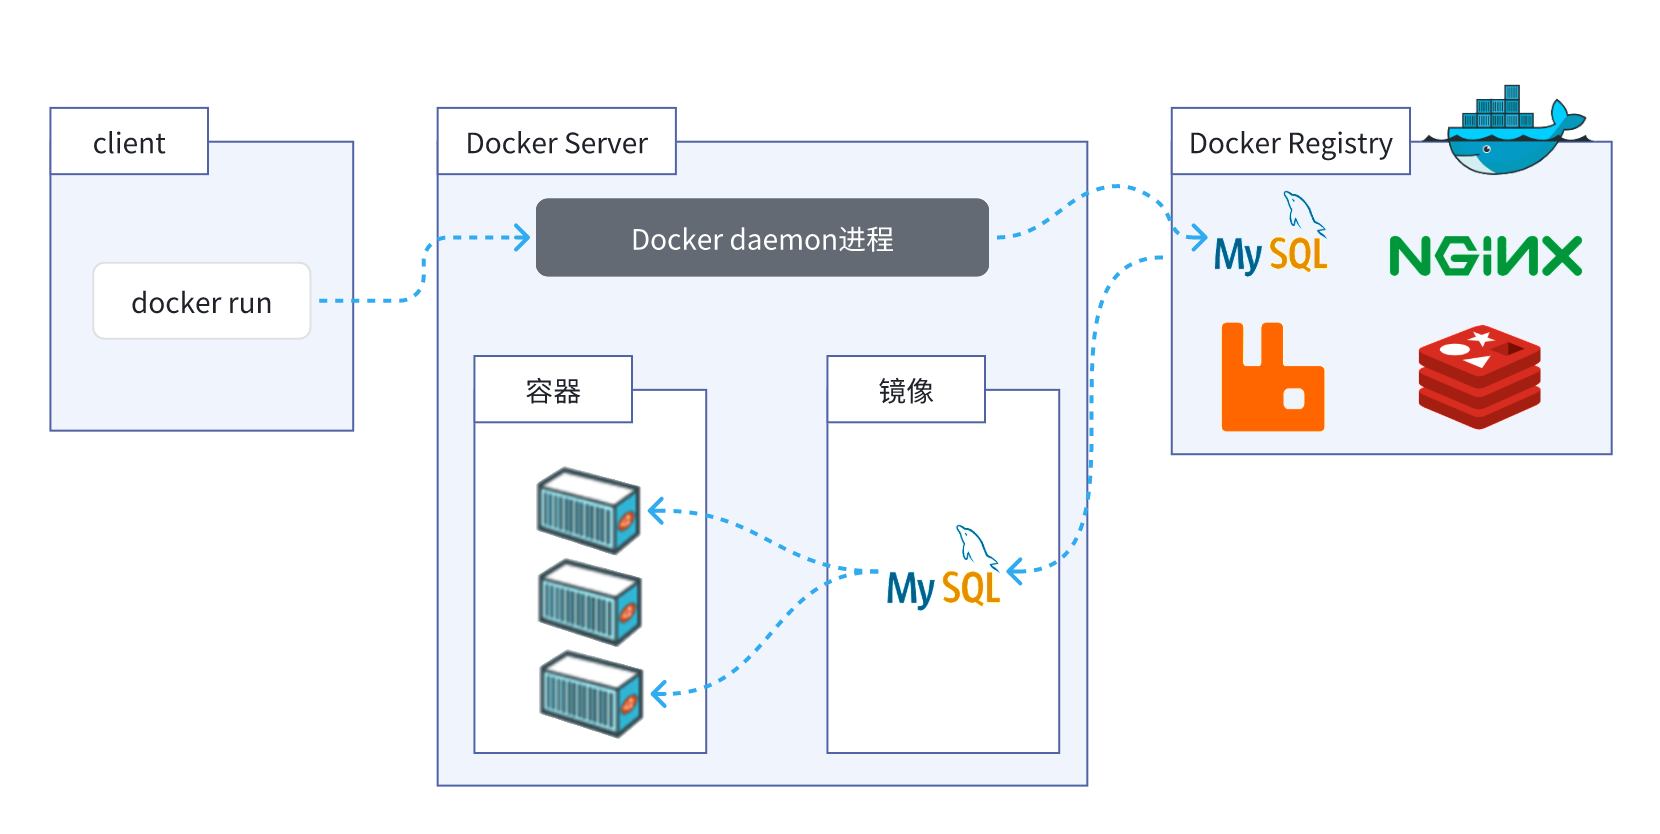 client
Docker Server
Docker Registry
docker run
Docker daemon进程
MySQL
NGiNX
容器
镜像
MySQL